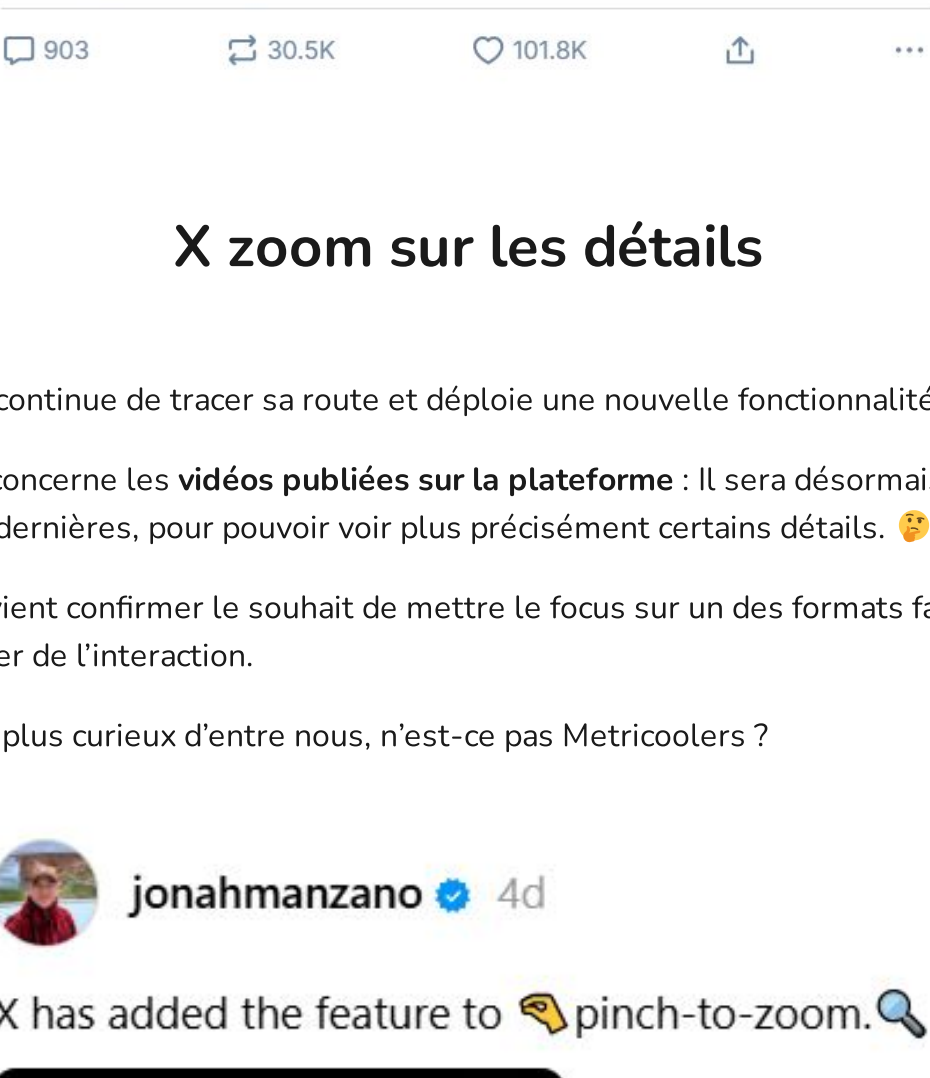 903 30.5K 101.8K
X zoom sur les détails
continue de tracer sa route et déploie une nouvelle fonctionnalité
concerne les vidéos publiées sur la plateforme : Il sera désormais
dernières, pour pouvoir voir plus précisément certains détails. 🤔
vient confirmer le souhait de mettre le focus sur un des formats
de l’interaction.
plus curieux d’entre nous, n’est-ce pas Metricoolers ?
jonahmanzano 4d
X has added the feature to 🤏pinch-to-zoom.🔍